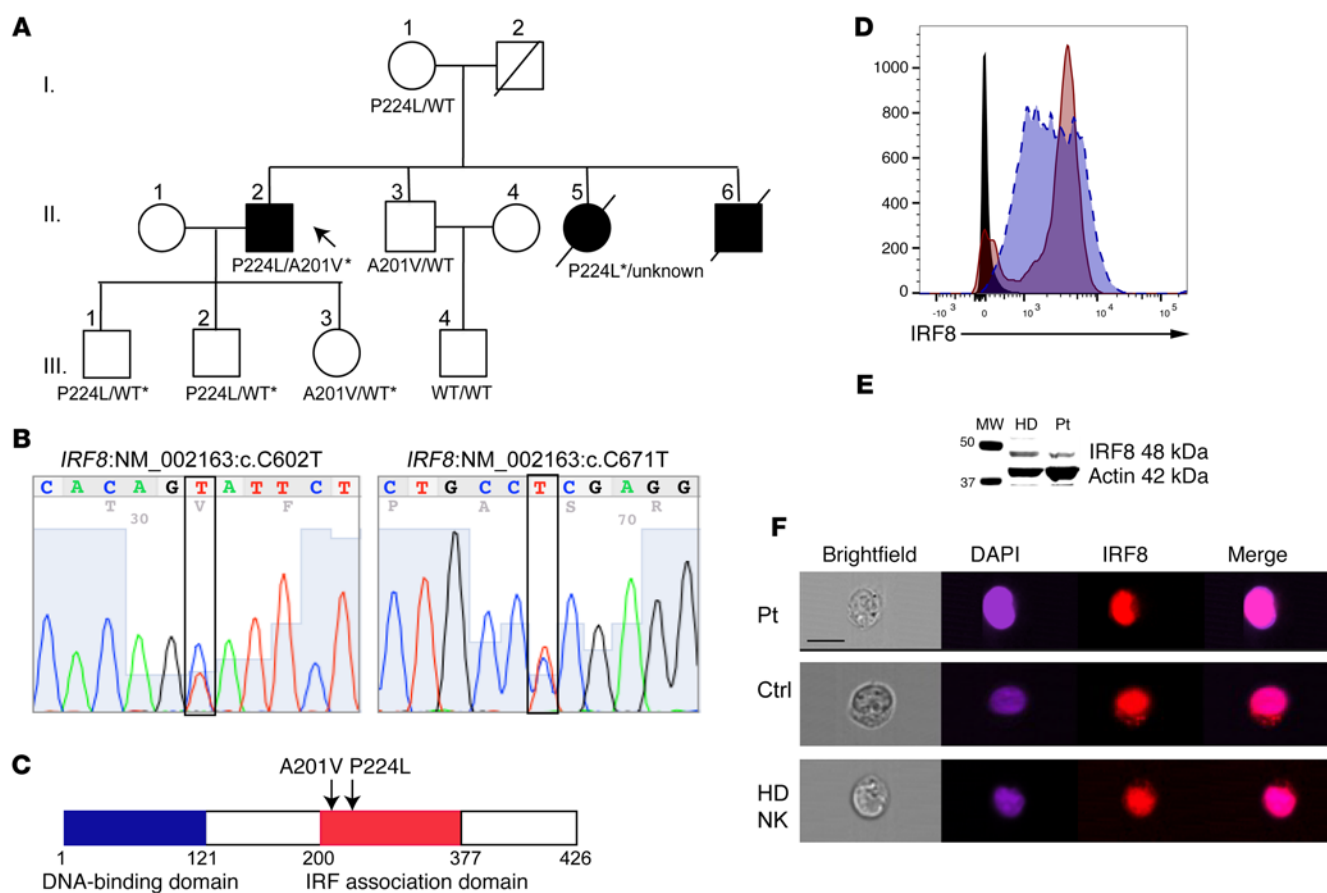 A
I.
1 2
P224L/WT
II.
1 2 3 4 5 6
P224L/A201V*
A201V/WT
P224L*/unknown
III.
1 2 3 4
P224L/WT* P224L/WT* A201V/WT* WT/WT
B
IRF8:NM_002163:c.C602T
C A C A G T A T T C T
T V F
30
IRF8:NM_002163:c.C671T
C T G C C T C G A G G
P A S R
70
C
A201V P224L
1 121 200 377 426
DNA-binding domain IRF association domain
D
1000
800
600
400
200
0
-10³ 0 10³ 10⁴ 10⁵
IRF8
E
MW HD Pt
50
IRF8 48 kDa
Actin 42 kDa
37
F
Brightfield DAPI IRF8 Merge
Pt
Ctrl
HD
NK